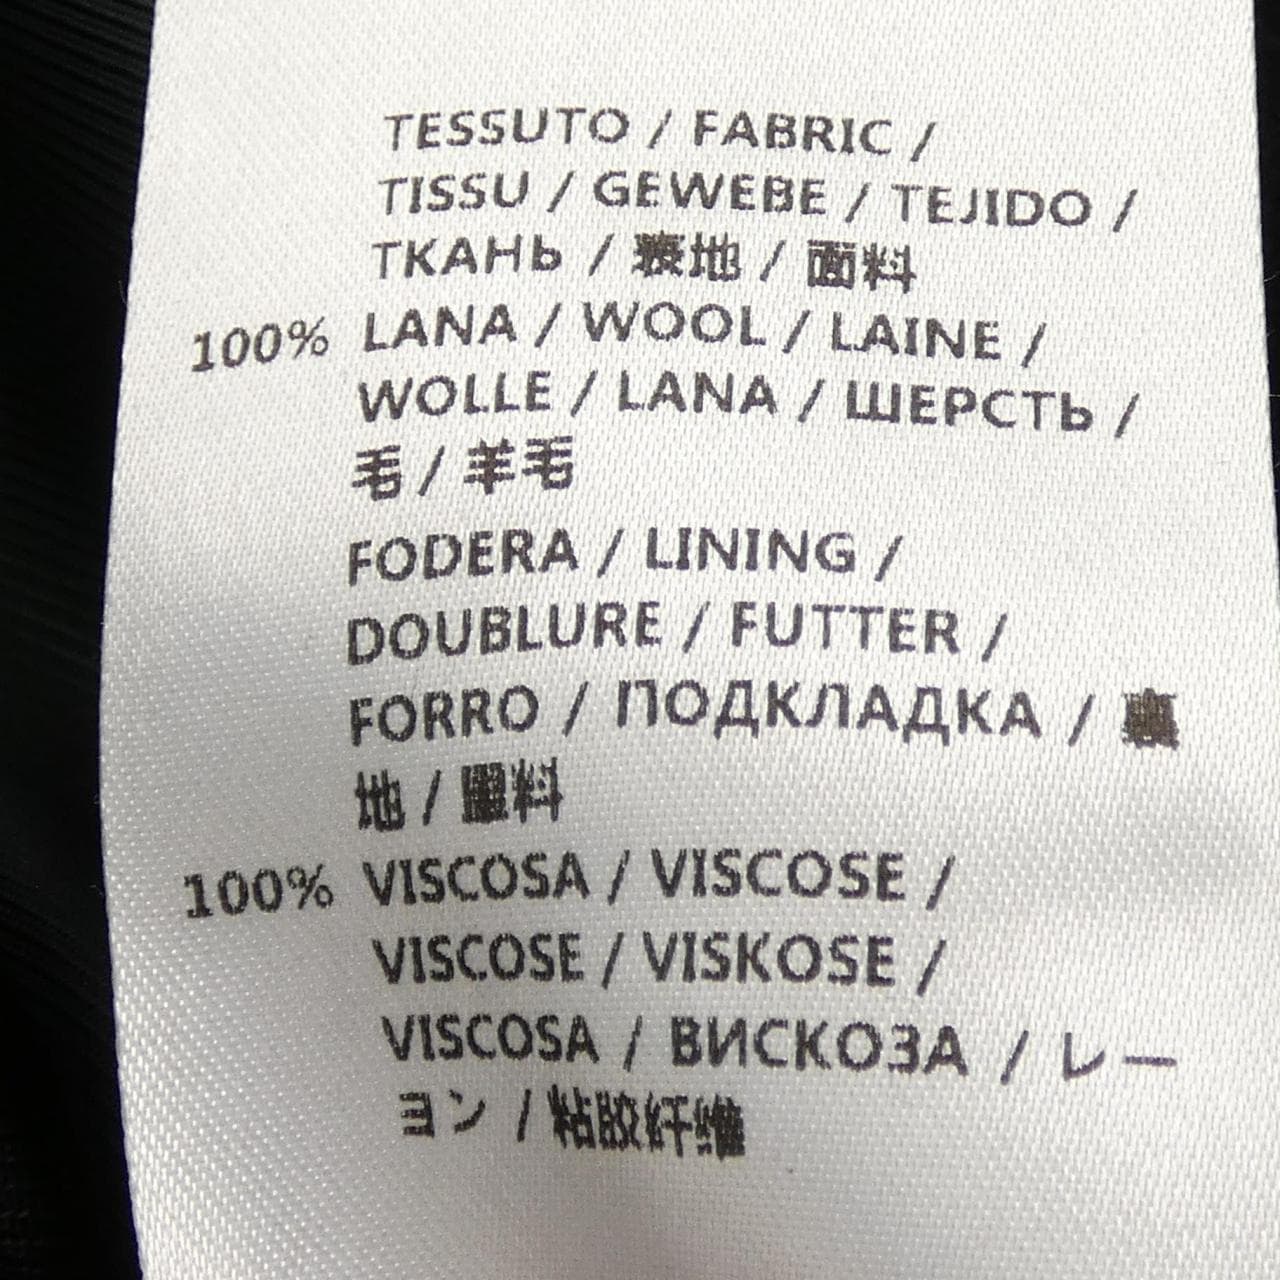 TESSUTO / FABRIC /
TISSU / GEWEBE / TEJIDO /
ТКАНЬ / 表地 / 面料
100% LANA / WOOL / LAINE /
WOLLE / LANA / ШЕРСТЬ /
毛 / 羊毛
FODERA / LINING /
DOUBLURE / FUTTER /
FORRO / ПОДКЛАДКА / 裏
地 / 里料
100% VISCOSA / VISCOSE /
VISCOSE / VISKOSE /
VISCOSA / ВИСКОЗА / レー
ヨン / 粘胶纤维